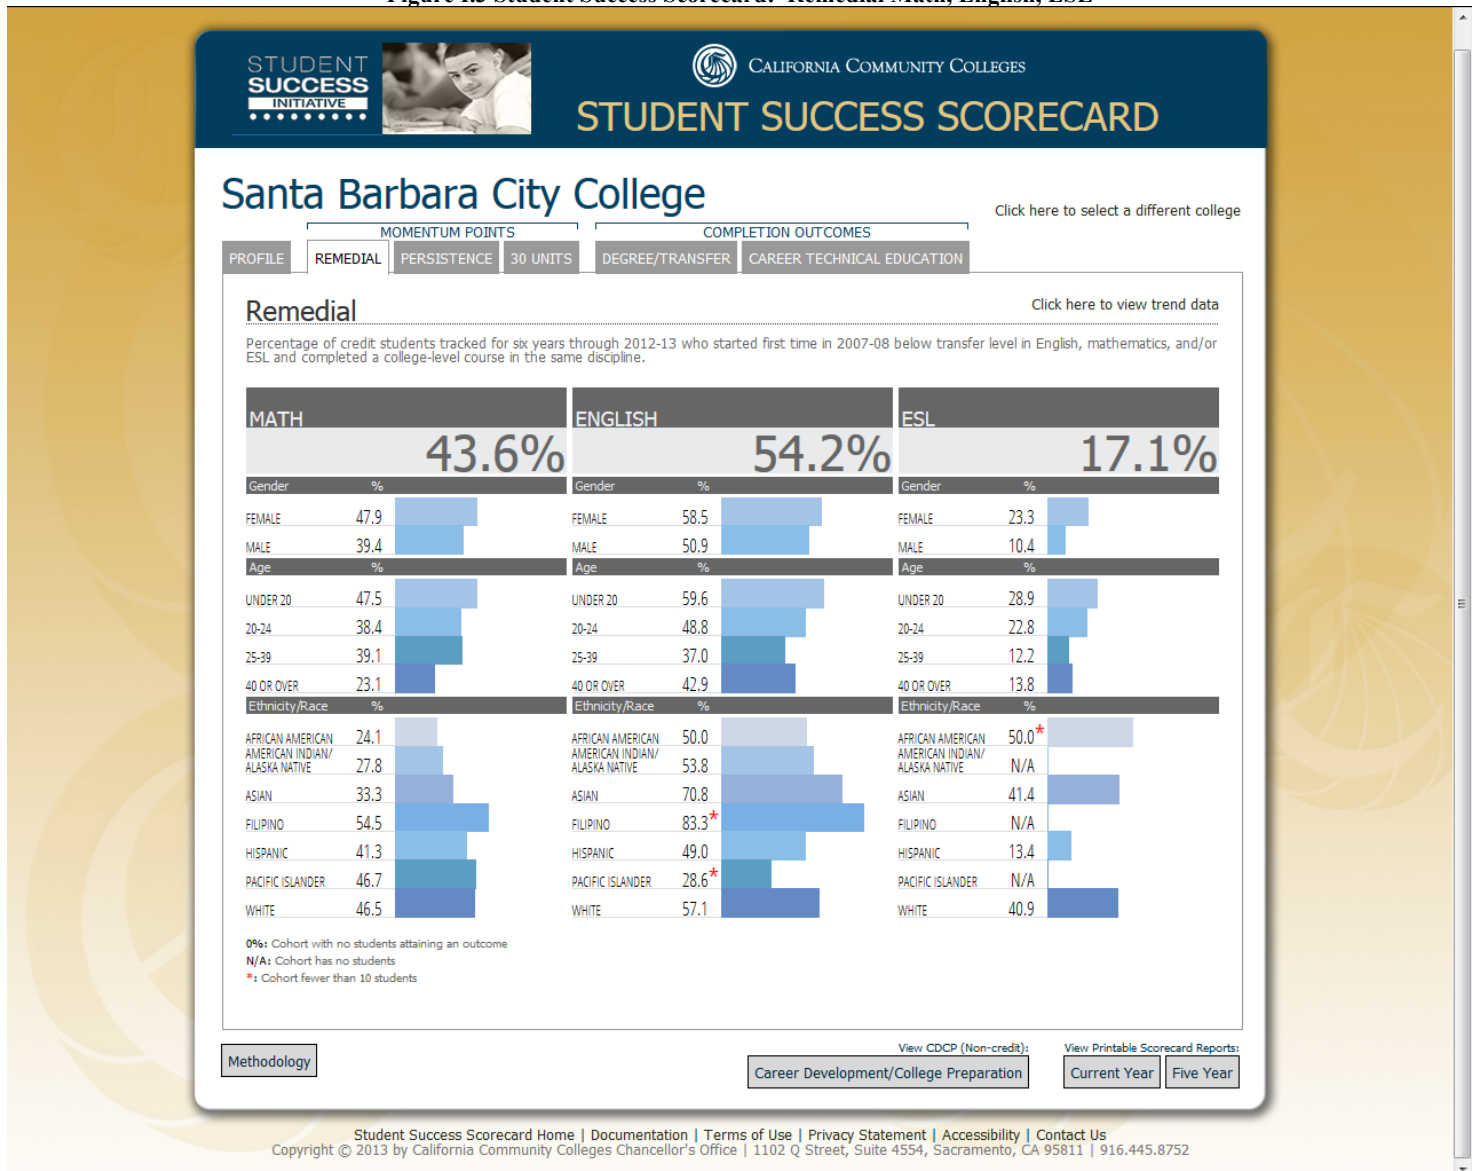 Figure I.3 Student Success Scorecard: Remedial Math, English, ESL
STUDENT
SUCCESS
INITIATIVE
CALIFORNIA COMMUNITY COLLEGES
STUDENT SUCCESS SCORECARD
Santa Barbara City College
Click here to select a different college
MOMENTUM POINTS COMPLETION OUTCOMES
PROFILE REMEDIAL PERSISTENCE 30 UNITS DEGREE/TRANSFER CAREER TECHNICAL EDUCATION
Remedial
Click here to view trend data
Percentage of credit students tracked for six years through 2012-13 who started first time in 2007-08 below transfer level in English, mathematics, and/or
ESL and completed a college-level course in the same discipline.
MATH
43.6%
Gender %
FEMALE 47.9
MALE 39.4
Age %
UNDER 20 47.5
20-24 38.4
25-39 39.1
40 OR OVER 23.1
Ethnicity/Race %
AFRICAN AMERICAN 24.1
AMERICAN INDIAN/
ALASKA NATIVE 27.8
ASIAN 33.3
FILIPINO 54.5
HISPANIC 41.3
PACIFIC ISLANDER 46.7
WHITE 46.5
ENGLISH
54.2%
Gender %
FEMALE 58.5
MALE 50.9
Age %
UNDER 20 59.6
20-24 48.8
25-39 37.0
40 OR OVER 42.9
Ethnicity/Race %
AFRICAN AMERICAN 50.0
AMERICAN INDIAN/
ALASKA NATIVE 53.8
ASIAN 70.8
FILIPINO 83.3*
HISPANIC 49.0
PACIFIC ISLANDER 28.6*
WHITE 57.1
ESL
17.1%
Gender %
FEMALE 23.3
MALE 10.4
Age %
UNDER 20 28.9
20-24 22.8
25-39 12.2
40 OR OVER 13.8
Ethnicity/Race %
AFRICAN AMERICAN 50.0*
AMERICAN INDIAN/
ALASKA NATIVE N/A
ASIAN 41.4
FILIPINO N/A
HISPANIC 13.4
PACIFIC ISLANDER N/A
WHITE 40.9
0%: Cohort with no students attaining an outcome
N/A: Cohort has no students
*: Cohort fewer than 10 students
Methodology
View CDCP (Non-credit):
Career Development/College Preparation
View Printable Scorecard Reports:
Current Year Five Year
Student Success Scorecard Home | Documentation | Terms of Use | Privacy Statement | Accessibility | Contact Us
Copyright © 2013 by California Community Colleges Chancellor's Office | 1102 Q Street, Suite 4554, Sacramento, CA 95811 | 916.445.8752